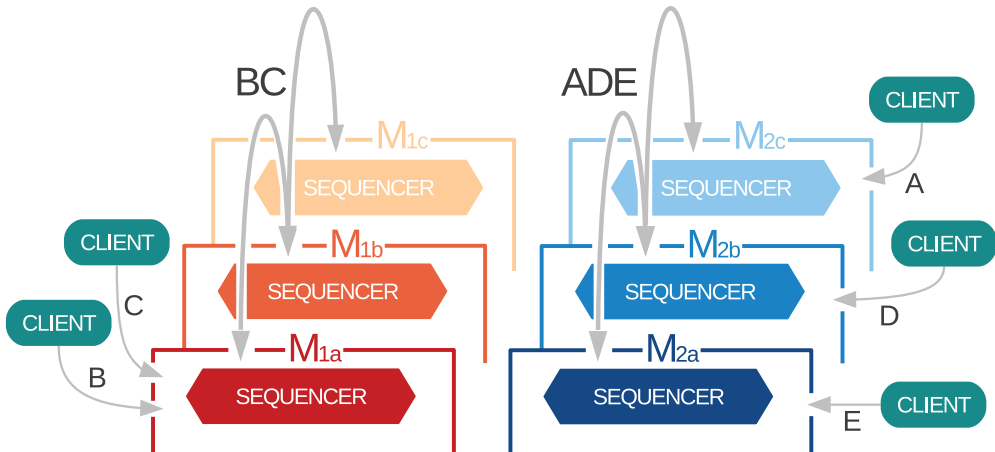 BC
ADE
CLIENT
M1c
M2c
SEQUENCER
SEQUENCER
A
CLIENT
CLIENT
M1b
M2b
SEQUENCER
SEQUENCER
C
D
CLIENT
M1a
M2a
B
SEQUENCER
SEQUENCER
CLIENT
E